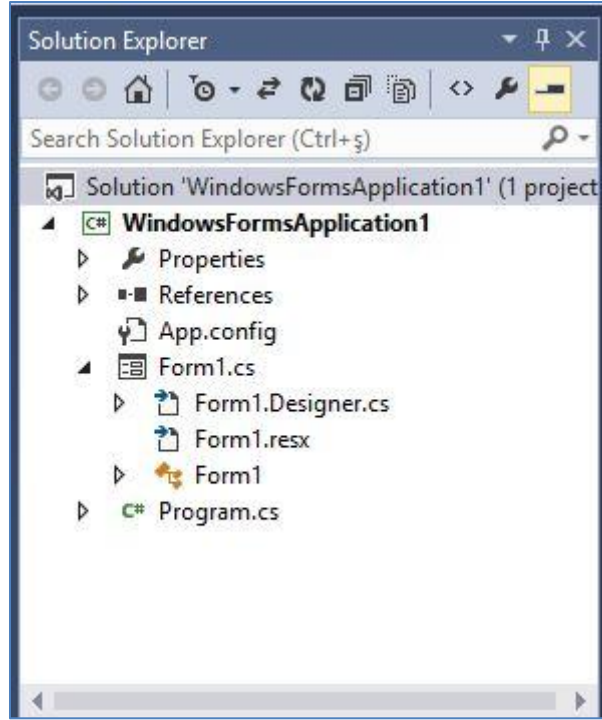 Solution Explorer
Search Solution Explorer (Ctrl+ş)
Solution 'WindowsFormsApplication1' (1 project
C# WindowsFormsApplication1
Properties
References
App.config
Form1.cs
Form1.Designer.cs
Form1.resx
Form1
C# Program.cs